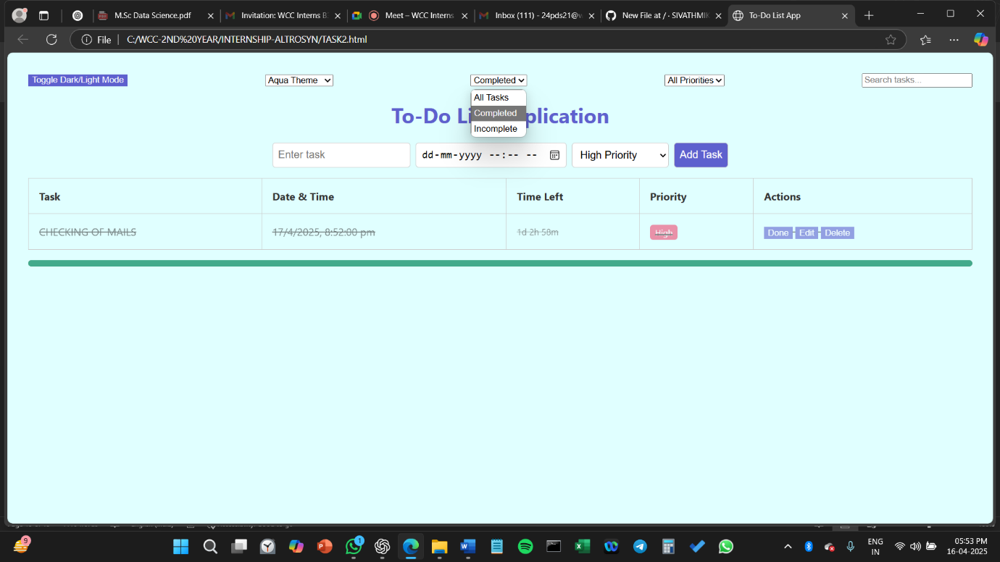 M.Sc Data Science.pdf
Invitation: WCC Interns B
Meet – WCC Interns
Inbox (111) - 24pds21@w
New File at / · SIVATHMIK
To-Do List App
File
C:/WCC-2ND%20YEAR/INTERNSHIP-ALTROSYN/TASK2.html
Toggle Dark/Light Mode
Aqua Theme
Completed
All Priorities
Search tasks...
All Tasks
Completed
Incomplete
To-Do Li plication
Enter task
dd-mm-yyyy --:-- --
High Priority
Add Task
Task
Date & Time
Time Left
Priority
Actions
CHECKING OF MAILS
17/4/2025, 8:52:00 pm
1d 2h 58m
High
Done
Edit
Delete
9
1
ENG
IN
05:53 PM
16-04-2025